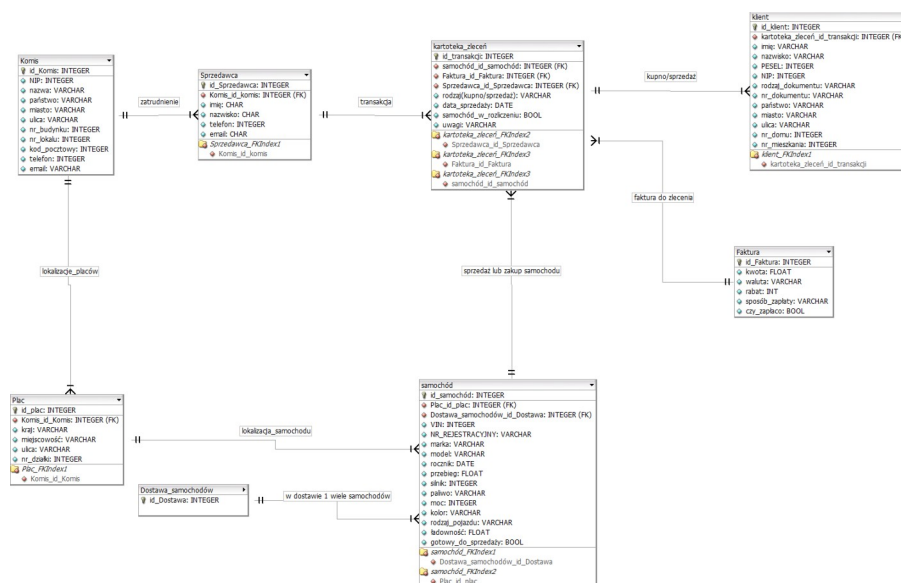 Komis
id_Komis: INTEGER
NIP: INTEGER
nazwa: VARCHAR
państwo: VARCHAR
miasto: VARCHAR
ulica: VARCHAR
nr_budynku: INTEGER
nr_lokalu: INTEGER
kod_pocztowy: INTEGER
telefon: INTEGER
email: VARCHAR
zatrudnienie
Sprzedawca
id_Sprzedawca: INTEGER
Komis_id_komis: INTEGER (FK)
imię: CHAR
nazwisko: CHAR
telefon: INTEGER
email: CHAR
Sprzedawca_FKIndex1
Komis_id_komis
transakcja
kartoteka_zleceń
id_transakcji: INTEGER
samochód_id_samochód: INTEGER (FK)
Faktura_id_Faktura: INTEGER (FK)
Sprzedawca_id_Sprzedawca: INTEGER (FK)
rodzaj(kupno/sprzedaż): VARCHAR
data_sprzedaży: DATE
samochód_w_rozliczeniu: BOOL
uwagi: VARCHAR
kartoteka_zleceń_FKIndex2
Sprzedawca_id_Sprzedawca
kartoteka_zleceń_FKIndex3
Faktura_id_Faktura
kartoteka_zleceń_FKIndex3
samochód_id_samochód
kupno/sprzedaż
klient
id_klient: INTEGER
kartoteka_zleceń_id_transakcji: INTEGER (FK
imię: VARCHAR
nazwisko: VARCHAR
PESEL: INTEGER
NIP: INTEGER
rodzaj_dokumentu: VARCHAR
nr_dokumentu: VARCHAR
państwo: VARCHAR
miasto: VARCHAR
ulica: VARCHAR
nr_domu: INTEGER
nr_mieszkania: INTEGER
klient_FKIndex1
kartoteka_zleceń_id_transakcji
faktura do zlecenia
Faktura
id_Faktura: INTEGER
kwota: FLOAT
waluta: VARCHAR
rabat: INT
sposób_zapłaty: VARCHAR
czy_zapłaco: BOOL
lokalizacje_placów
sprzedaż lub zakup samochodu
Plac
id_plac: INTEGER
Komis_id_Komis: INTEGER (FK)
kraj: VARCHAR
miejscowość: VARCHAR
ulica: VARCHAR
nr_działki: INTEGER
Plac_FKIndex1
Komis_id_Komis
lokalizacja_samochodu
Dostawa_samochodów
id_Dostawa: INTEGER
w dostawie 1 wiele samochodów
samochód
id_samochód: INTEGER
Plac_id_plac: INTEGER (FK)
Dostawa_samochodów_id_Dostawa: INTEGER (FK)
VIN: INTEGER
NR_REJESTRACYJNY: VARCHAR
marka: VARCHAR
model: VARCHAR
rocznik: DATE
przebieg: FLOAT
silnik: INTEGER
paliwo: VARCHAR
moc: INTEGER
kolor: VARCHAR
rodzaj_pojazdu: VARCHAR
ładowność: FLOAT
gotowy_do_sprzedaży: BOOL
samochód_FKIndex1
Dostawa_samochodów_id_Dostawa
samochód_FKIndex2
Plac_id_plac